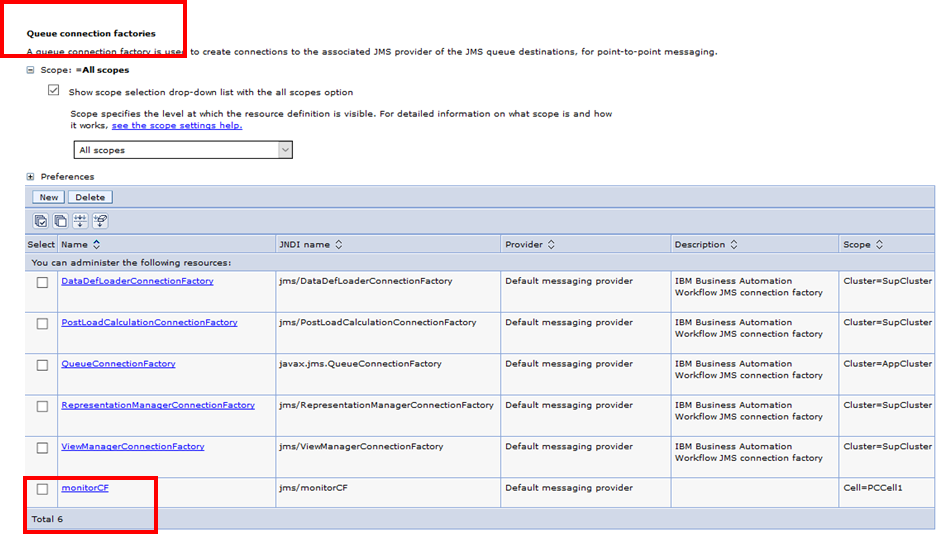 Queue connection factories
A queue connection factory is used to create connections to the associated JMS provider of the JMS queue destinations, for point-to-point messaging.
Scope: =All scopes
Show scope selection drop-down list with the all scopes option
Scope specifies the level at which the resource definition is visible. For detailed information on what scope is and how
it works, see the scope settings help.
All scopes
Preferences
New Delete
Select Name JNDI name Provider Description Scope
You can administer the following resources:
DataDefLoaderConnectionFactory jms/DataDefLoaderConnectionFactory Default messaging provider IBM Business Automation Cluster=SupCluster
Workflow JMS connection factory
PostLoadCalculationConnectionFactory jms/PostLoadCalculationConnectionFactory Default messaging provider IBM Business Automation Cluster=SupCluster
Workflow JMS connection factory
QueueConnectionFactory javax.jms.QueueConnectionFactory Default messaging provider IBM Business Automation Cluster=AppCluster
Workflow JMS connection factory
RepresentationManagerConnectionFactory jms/RepresentationManagerConnectionFactory Default messaging provider IBM Business Automation Cluster=SupCluster
Workflow JMS connection factory
ViewManagerConnectionFactory jms/ViewManagerConnectionFactory Default messaging provider IBM Business Automation Cluster=SupCluster
Workflow JMS connection factory
monitorCF jms/monitorCF Default messaging provider Cell=PCCell1
Total 6